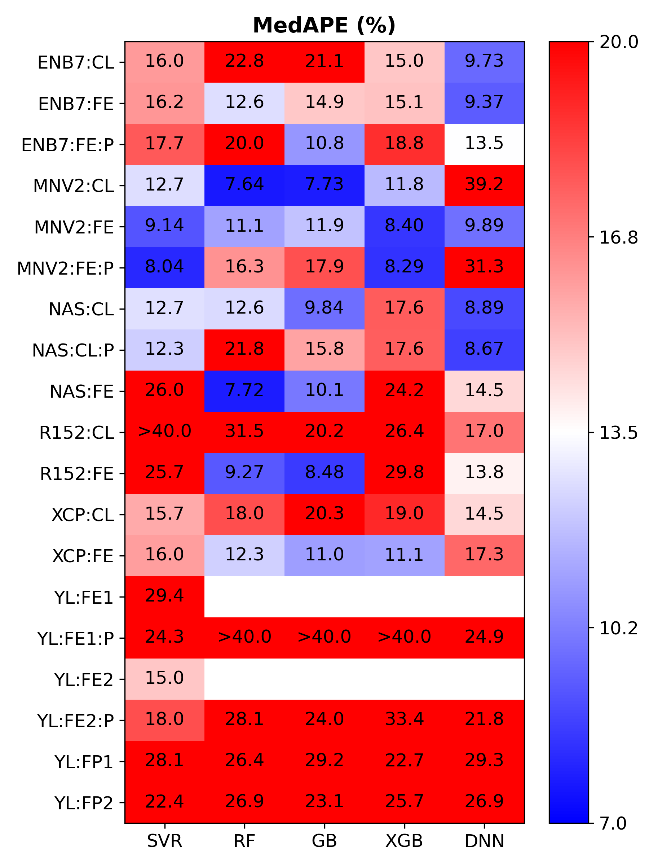 MedAPE (%)
ENB7:CL 16.0 22.8 21.1 15.0 9.73
ENB7:FE 16.2 12.6 14.9 15.1 9.37
ENB7:FE:P 17.7 20.0 10.8 18.8 13.5
MNV2:CL 12.7 7.64 7.73 11.8 39.2
MNV2:FE 9.14 11.1 11.9 8.40 9.89
MNV2:FE:P 8.04 16.3 17.9 8.29 31.3
NAS:CL 12.7 12.6 9.84 17.6 8.89
NAS:CL:P 12.3 21.8 15.8 17.6 8.67
NAS:FE 26.0 7.72 10.1 24.2 14.5
R152:CL >40.0 31.5 20.2 26.4 17.0
R152:FE 25.7 9.27 8.48 29.8 13.8
XCP:CL 15.7 18.0 20.3 19.0 14.5
XCP:FE 16.0 12.3 11.0 11.1 17.3
YL:FE1 29.4
YL:FE1:P 24.3 >40.0 >40.0 >40.0 24.9
YL:FE2 15.0
YL:FE2:P 18.0 28.1 24.0 33.4 21.8
YL:FP1 28.1 26.4 29.2 22.7 29.3
YL:FP2 22.4 26.9 23.1 25.7 26.9
SVR RF GB XGB DNN
20.0
16.8
13.5
10.2
7.0